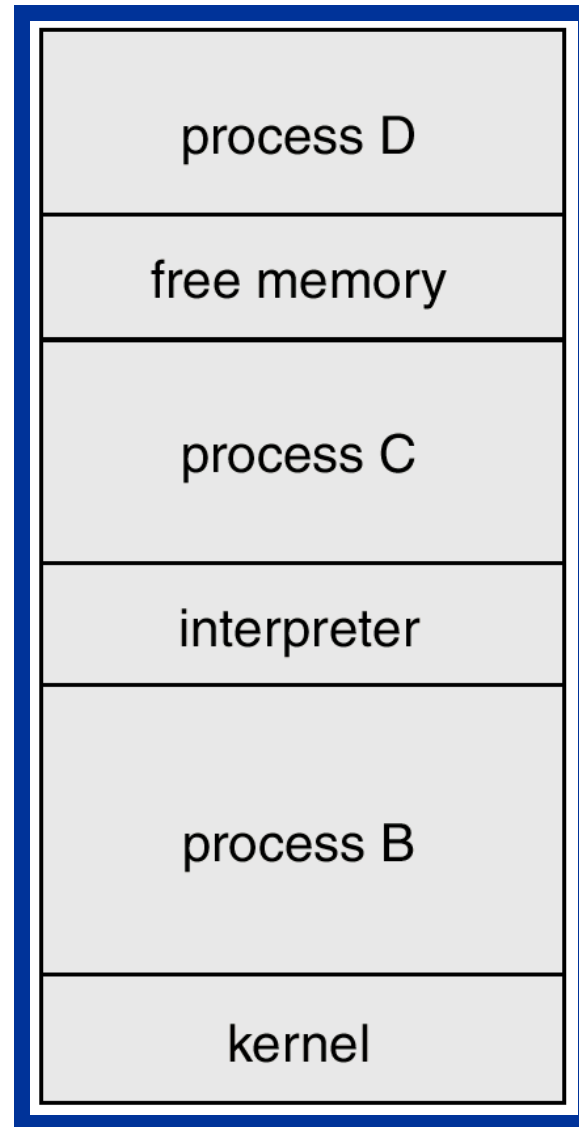 process D
free memory
process C
interpreter
process B
kernel